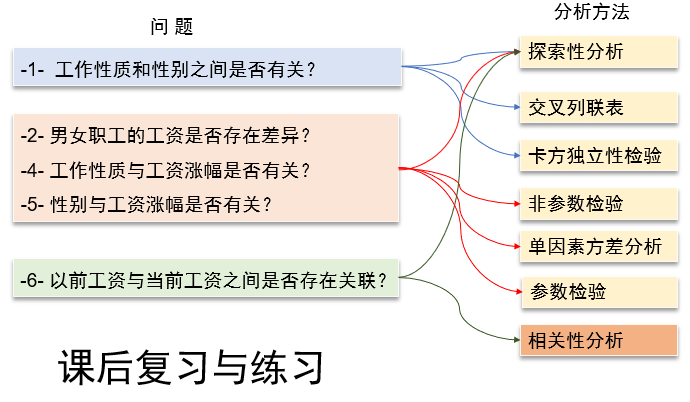 问 题
分析方法
-1- 工作性质和性别之间是否有关?
-2- 男女职工的工资是否存在差异?
-4- 工作性质与工资涨幅是否有关?
-5- 性别与工资涨幅是否有关?
-6- 以前工资与当前工资之间是否存在关联?
探索性分析
交叉列联表
卡方独立性检验
非参数检验
单因素方差分析
参数检验
相关性分析
课后复习与练习